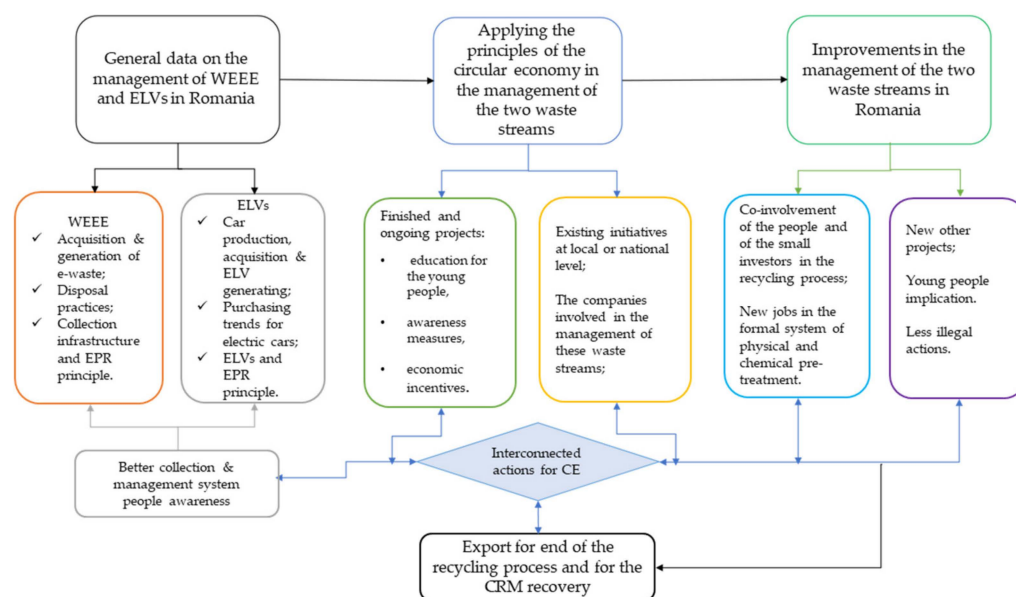 General data on the
management of WEEE
and ELVs in Romania
Applying the
principles of the
circular economy in
the management of
the two waste
streams
Improvements in the
management of the two
waste streams in
Romania
WEEE
✓ Acquisition &
generation of
e-waste;
✓ Disposal
practices;
✓ Collection
infrastructure
and EPR
principle.
ELVs
✓ Car
production,
acquisition &
ELV
generating;
✓ Purchasing
trends for
electric cars;
✓ ELVs and
EPR
principle.
Finished and
ongoing projects:
• education for
the young
people,
• awareness
measures,
• economic
incentives.
Existing initiatives
at local or national
level;
The companies
involved in the
management of
these waste
streams;
Co-involvement
of the people and
of the small
investors in the
recycling process;
New jobs in the
formal system of
physical and
chemical pre-
treatment.
New other
projects;
Young people
implication.
Less illegal
actions.
Better collection &
management system
people awareness
Interconnected
actions for CE
Export for end of the
recycling process and for the
CRM recovery